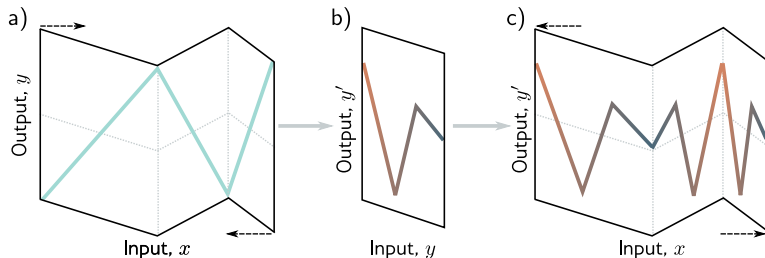 a)
Output, y
Input, x
b)
Output, y′
Input, y
c)
Output, y′
Input, x